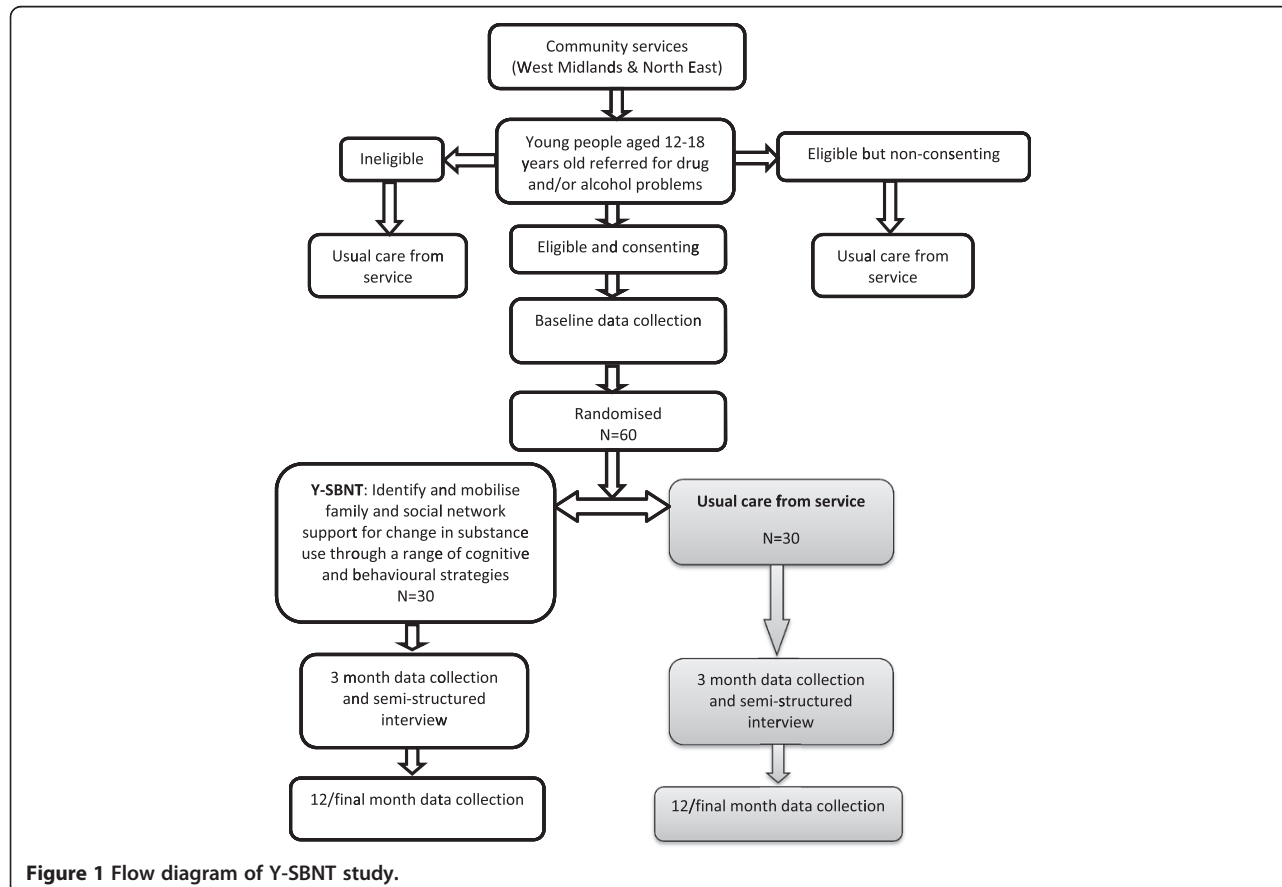 Community services
(West Midlands & North East)
Ineligible
Young people aged 12-18
years old referred for drug
and/or alcohol problems
Eligible but non-consenting
Usual care from
service
Eligible and consenting
Usual care from
service
Baseline data collection
Randomised
N=60
Y-SBNT: Identify and mobilise
family and social network
support for change in substance
use through a range of cognitive
and behavioural strategies
N=30
Usual care from service
N=30
3 month data collection
and semi-structured
interview
3 month data collection
and semi-structured
interview
12/final month data collection
12/final month data collection
Figure 1 Flow diagram of Y-SBNT study.